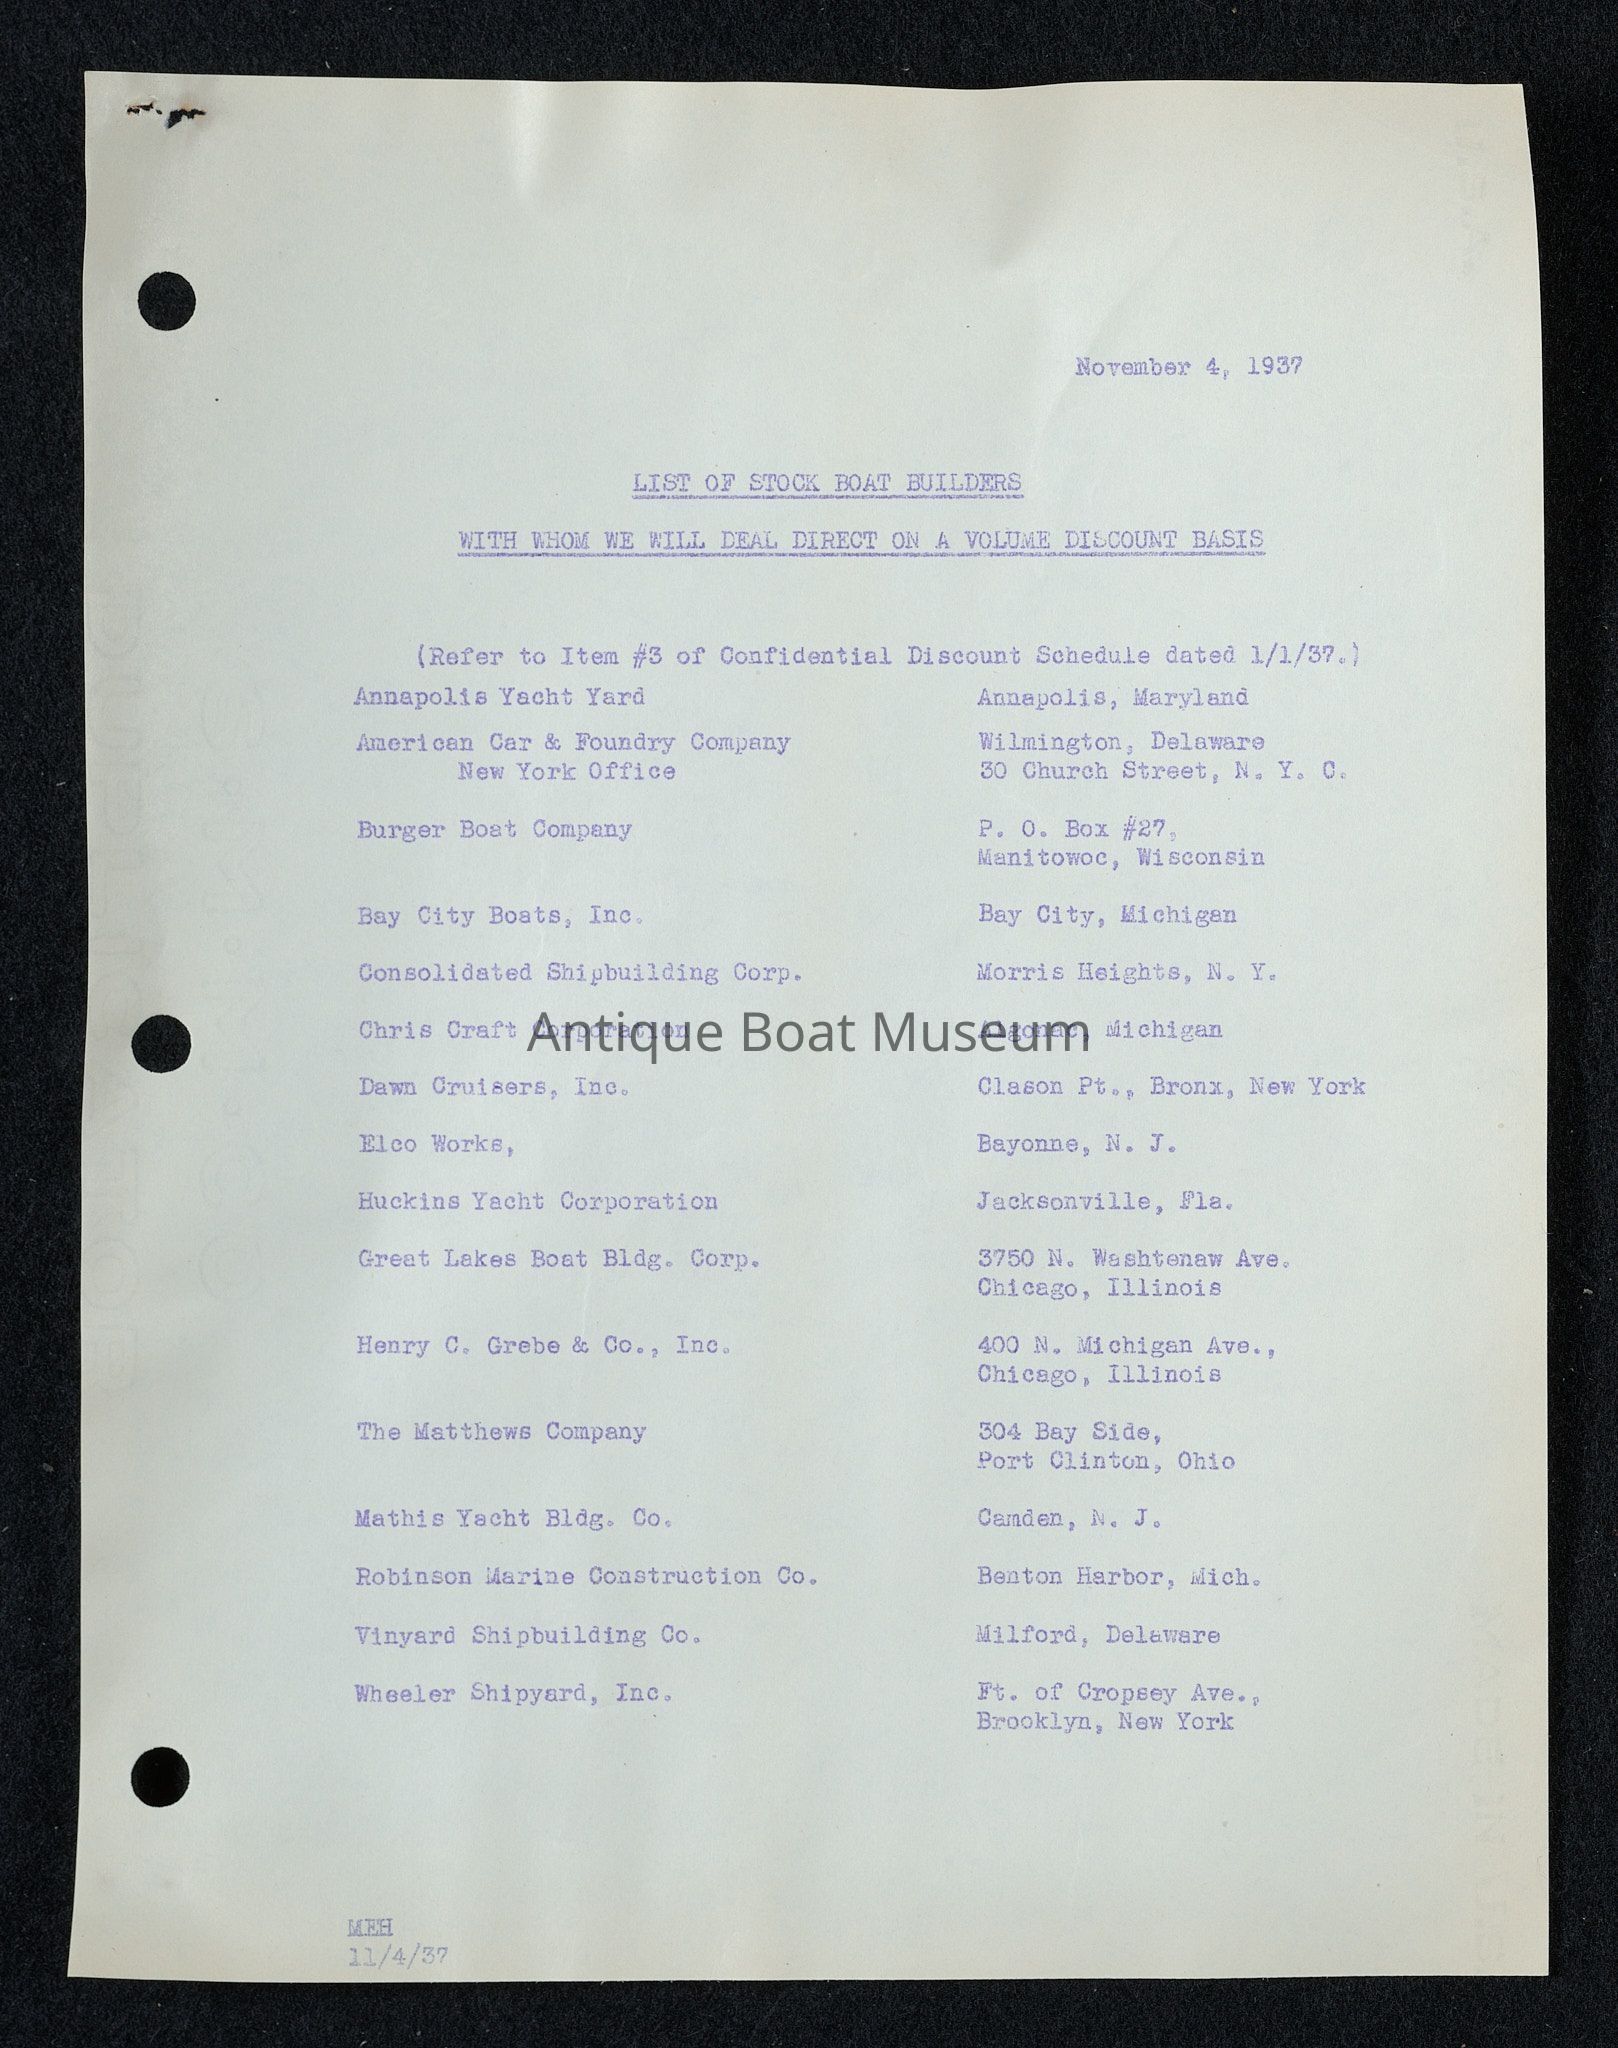 November 4, 1937
LIST OF STOCK BOAT BUILDERS
WITH WHOM WE WILL DEAL DIRECT ON A VOLUME DISCOUNT BASIS
(Refer to Item #3 of Confidential Discount Schedule dated 1/1/37.)
Annapolis Yacht Yard Annapolis, Maryland
American Car & Foundry Company Wilmington, Delaware
New York Office 30 Church Street, N. Y. C.
Burger Boat Company P. O. Box #27,
Manitowoc, Wisconsin
Bay City Boats, Inc. Bay City, Michigan
Consolidated Shipbuilding Corp. Morris Heights, N. Y.
Chris Craft Corporation Algonac, Michigan
Antique Boat Museum
Dawn Cruisers, Inc. Clason Pt., Bronx, New York
Elco Works, Bayonne, N. J.
Huckins Yacht Corporation Jacksonville, Fla.
Great Lakes Boat Bldg. Corp. 3750 N. Washtenaw Ave.
Chicago, Illinois
Henry C. Grebe & Co., Inc. 400 N. Michigan Ave.,
Chicago, Illinois
The Matthews Company 304 Bay Side,
Port Clinton, Ohio
Mathis Yacht Bldg. Co. Camden, N. J.
Robinson Marine Construction Co. Benton Harbor, Mich.
Vinyard Shipbuilding Co. Milford, Delaware
Wheeler Shipyard, Inc. Ft. of Cropsey Ave.,
Brooklyn, New York
MEH
11/4/37